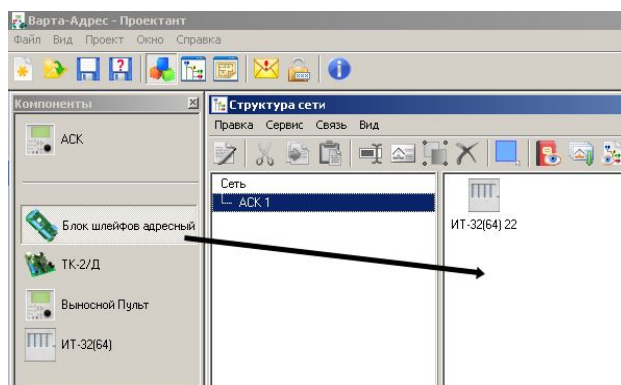 Варта-Адрес - Проектант
Файл Вид Проект Окно Справка
Компоненты
АСК
Блок шлейфов адресный
ТК-2/Д
Выносной Пульт
ИТ-32(64)
Структура сети
Правка Сервис Связь Вид
Сеть
АСК 1
ИТ-32(64) 22